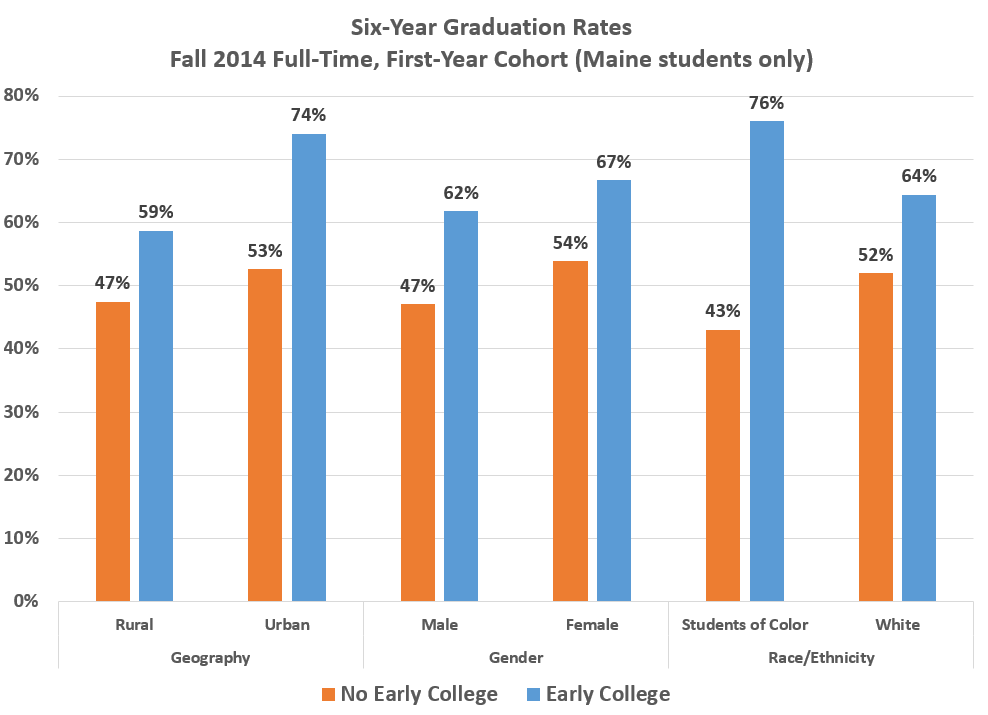 Six-Year Graduation Rates
Fall 2014 Full-Time, First-Year Cohort (Maine students only)
80%
70%
60%
50%
40%
30%
20%
10%
0%
47%
59%
53%
74%
47%
62%
54%
67%
43%
76%
52%
64%
Rural
Urban
Male
Female
Students of Color
White
Geography
Gender
Race/Ethnicity
No Early College
Early College